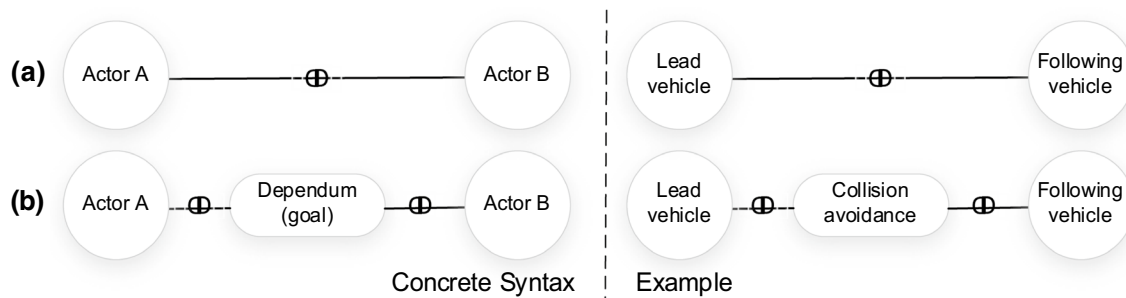 (a)
Actor A
Actor B
Lead
vehicle
Following
vehicle
(b)
Actor A
Dependum
(goal)
Actor B
Lead
vehicle
Collision
avoidance
Following
vehicle
Concrete Syntax
Example